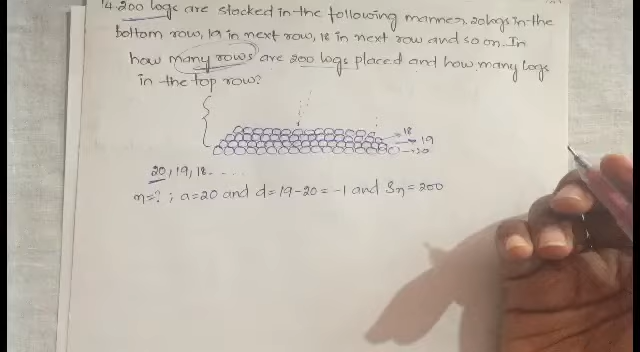 14. 200 logs are stacked in the following manner, 20 logs in the
bottom row, 19 in next row, 18 in next row and so on. In
how many rows are 200 logs placed and how many logs
in the top row?
18
19
20
20, 19, 18 . . . . .
n=? ; a=20 and d=19-20=-1 and Sn=200